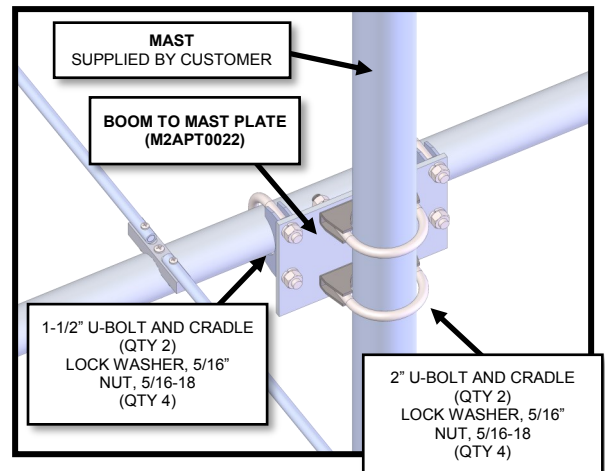 MAST
SUPPLIED BY CUSTOMER
BOOM TO MAST PLATE
(M2APT0022)
1-1/2” U-BOLT AND CRADLE
(QTY 2)
LOCK WASHER, 5/16”
NUT, 5/16-18
(QTY 4)
2” U-BOLT AND CRADLE
(QTY 2)
LOCK WASHER, 5/16”
NUT, 5/16-18
(QTY 4)